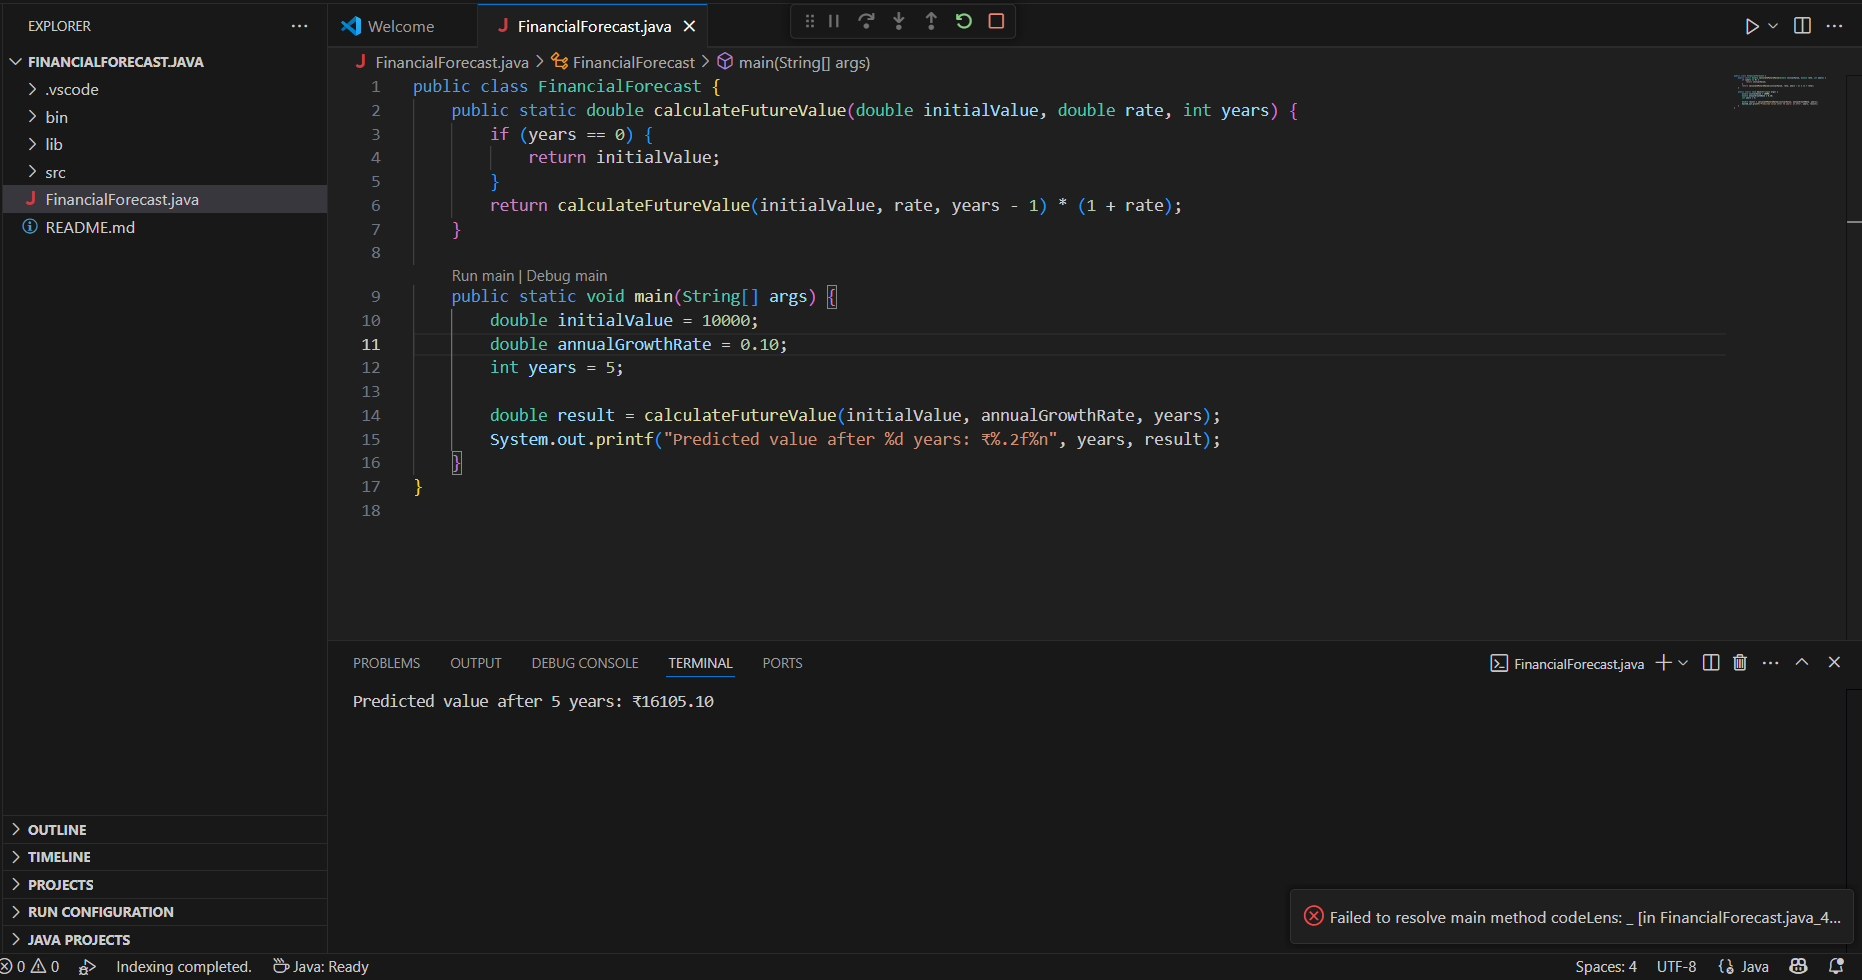 EXPLORER
FINANCIALFORECAST.JAVA
.vscode
bin
lib
src
FinancialForecast.java
README.md
OUTLINE
TIMELINE
PROJECTS
RUN CONFIGURATION
JAVA PROJECTS
Welcome
FinancialForecast.java
FinancialForecast.java > FinancialForecast > main(String[] args)
1 public class FinancialForecast {
2     public static double calculateFutureValue(double initialValue, double rate, int years) {
3         if (years == 0) {
4             return initialValue;
5         }
6         return calculateFutureValue(initialValue, rate, years - 1) * (1 + rate);
7     }
8
Run main | Debug main
9     public static void main(String[] args) {
10         double initialValue = 10000;
11         double annualGrowthRate = 0.10;
12         int years = 5;
13
14         double result = calculateFutureValue(initialValue, annualGrowthRate, years);
15         System.out.printf("Predicted value after %d years: ₹%.2f%n", years, result);
16     }
17 }
18
PROBLEMS OUTPUT DEBUG CONSOLE TERMINAL PORTS
FinancialForecast.java
Predicted value after 5 years: ₹16105.10
Failed to resolve main method codeLens: _ [in FinancialForecast.java_4...
0 0 Indexing completed. Java: Ready
Spaces: 4 UTF-8 Java